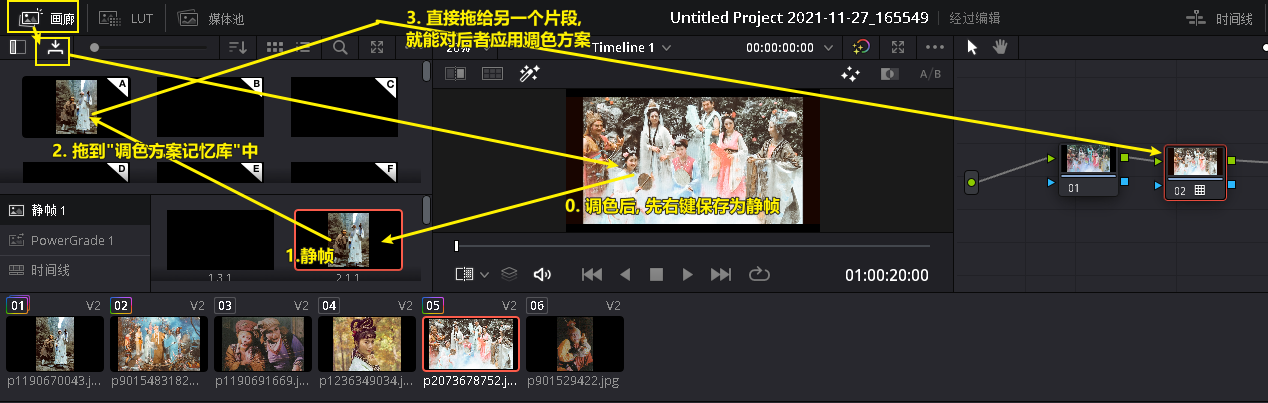 画廊
LUT
媒体池
Untitled Project 2021-11-27_165549
经过编辑
时间线
3. 直接拖给另一个片段,
就能对后者应用调色方案
Timeline 1
00:00:00:00
A/B
A
B
C
2. 拖到"调色方案记忆库"中
D
E
F
静帧 1
PowerGrade 1
时间线
1.3.1
1.静帧
2.1.1
0. 调色后, 先右键保存为静帧
01
02
01:00:20:00
01 V2
02 V2
03 V2
04 V2
05 V2
06 V2
p1190670043.j...
p9015483182...
p1190691669.j...
p1236349034.j...
p2073678752.j...
p901529422.jpg